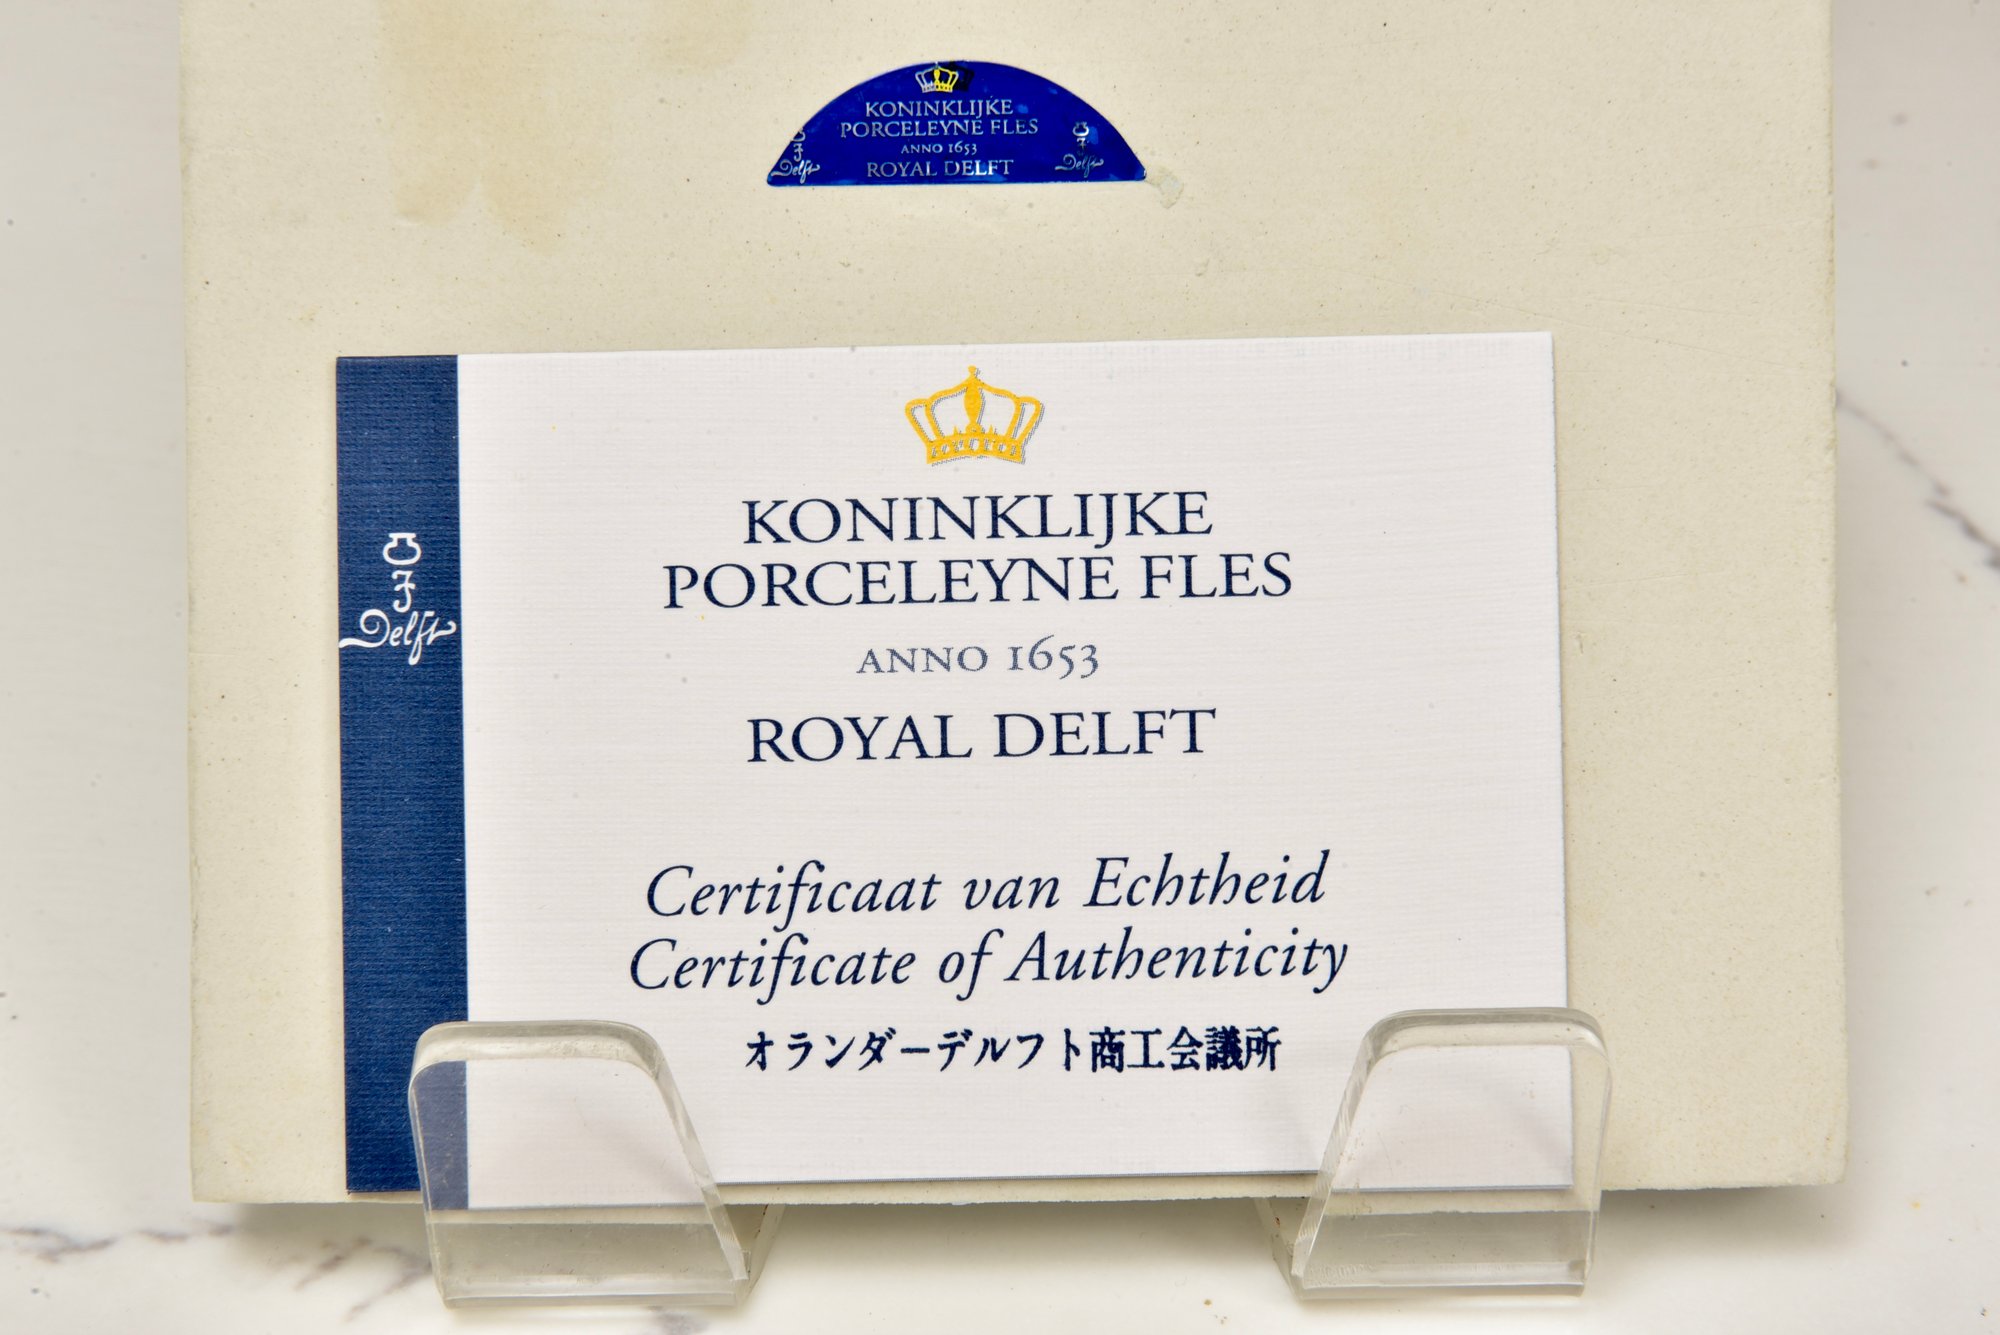 KONINKLIJKE
PORCELEYNE FLES
ANNO 1653
ROYAL DELFT
Delft
Delft
KONINKLIJKE
PORCELEYNE FLES
ANNO 1653
ROYAL DELFT
Delft
Certificaat van Echtheid
Certificate of Authenticity
オランダーデルフト商工会議所